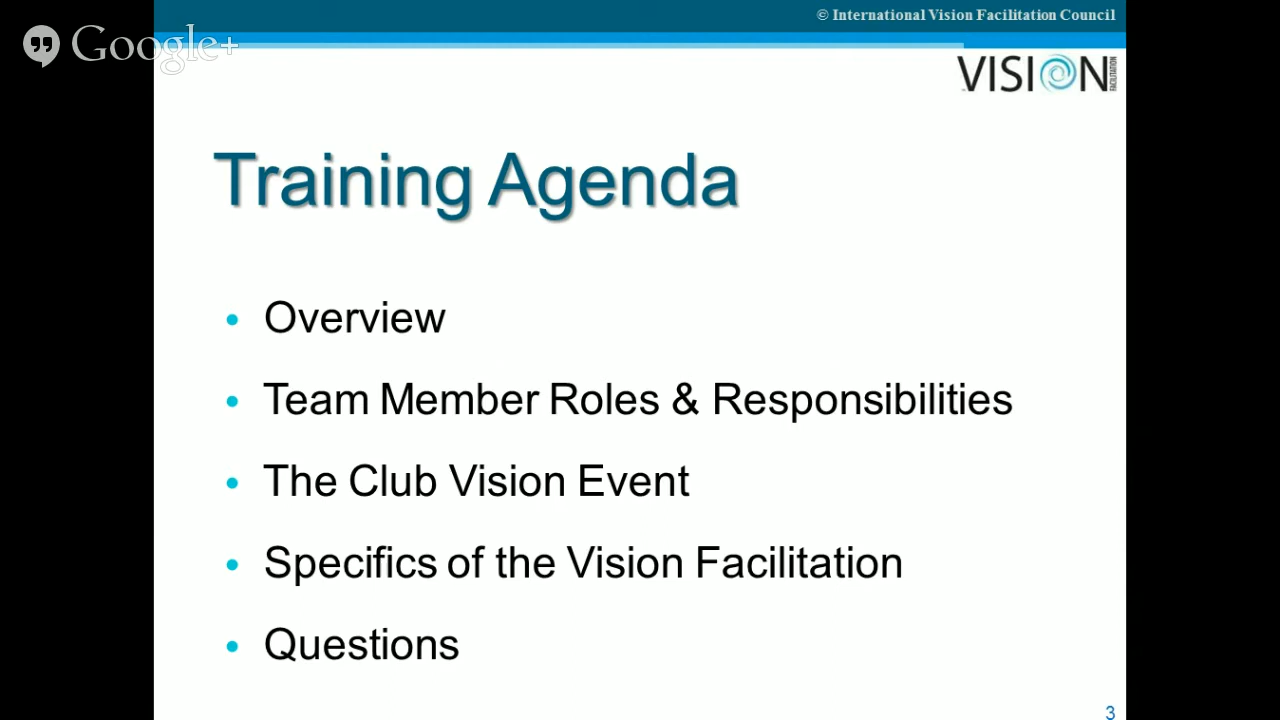 © International Vision Facilitation Council
Google+
VISION
FACILITATION
Training Agenda
• Overview
• Team Member Roles & Responsibilities
• The Club Vision Event
• Specifics of the Vision Facilitation
• Questions
3